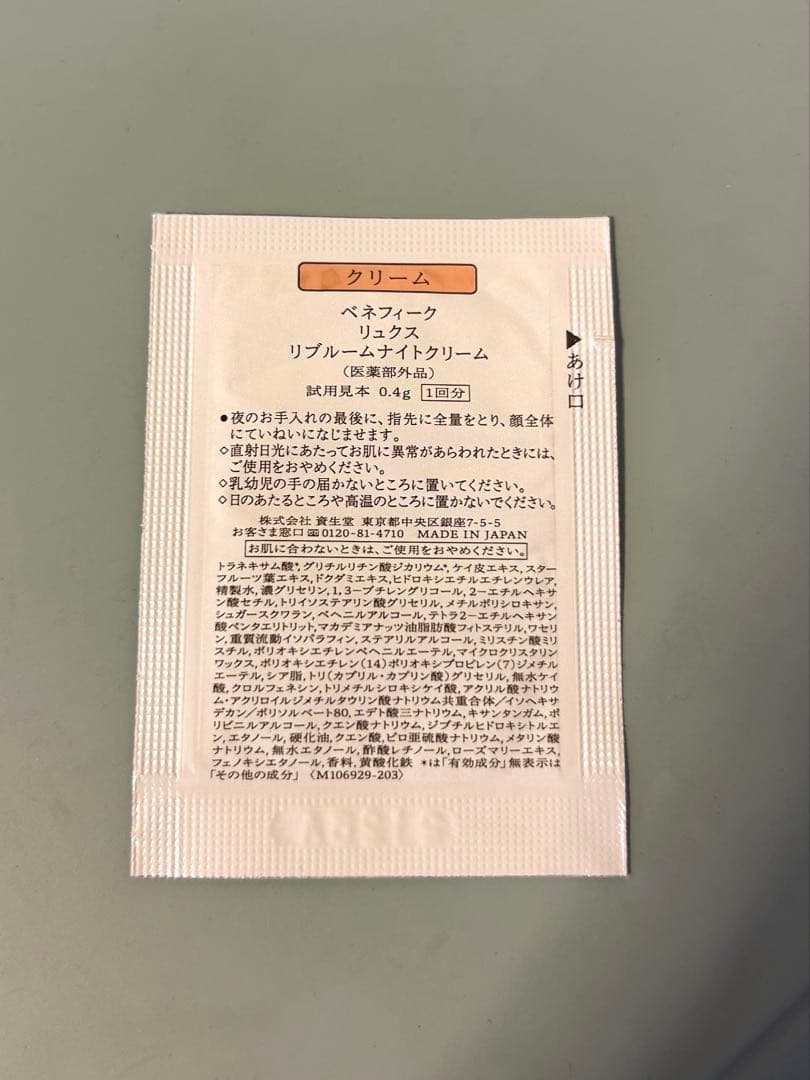 クリーム
ベネフィーク
リュクス
リブルームナイトクリーム
(医薬部外品)
試用見本 0.4g 1回分
▶あけ口
●夜のお手入れの最後に、指先に全量をとり、顔全体
にていねいになじませます。
◇直射日光にあたってお肌に異常があらわれたときには、
ご使用をおやめください。
◇乳幼児の手の届かないところに置いてください。
◇日のあたるところや高温のところに置かないでください。
株式会社 資生堂 東京都中央区銀座7-5-5
お客さま窓口 0120-81-4710 MADE IN JAPAN
お肌に合わないときは、ご使用をおやめください。
トラネキサム酸*,グリチルリチン酸ジカリウム*,ケイ皮エキス,スター
フルーツ葉エキス,ドクダミエキス,ヒドロキシエチルエチレンウレア,
精製水,濃グリセリン,1,3-ブチレングリコール,2-エチルヘキサ
ン酸セチル,トリイソステアリン酸グリセリル,メチルポリシロキサン,
シュガースクワラン,ベヘニルアルコール,テトラ2-エチルヘキサン
酸ペンタエリトリット,マカデミアナッツ油脂肪酸フィトステリル,ワセリ
ン,重質流動イソパラフィン,ステアリルアルコール,ミリスチン酸ミリ
スチル,ポリオキシエチレンベヘニルエーテル,マイクロクリスタリン
ワックス,ポリオキシエチレン(14)ポリオキシプロピレン(7)ジメチル
エーテル,シア脂,トリ(カプリル・カプリン酸)グリセリル,無水ケイ
酸,クロルフェネシン,トリメチルシロキシケイ酸,アクリル酸ナトリウ
ム・アクリロイルジメチルタウリン酸ナトリウム共重合体/イソヘキサ
デカン/ポリソルベート80,エデト酸三ナトリウム,キサンタンガム,ポ
リビニルアルコール,クエン酸ナトリウム,ジブチルヒドロキシトルエ
ン,エタノール,硬化油,クエン酸,ピロ亜硫酸ナトリウム,メタリン酸
ナトリウム,無水エタノール,酢酸レチノール,ローズマリーエキス,
フェノキシエタノール,香料,黄酸化鉄 *は「有効成分」無表示は
「その他の成分」〈M106929-203〉